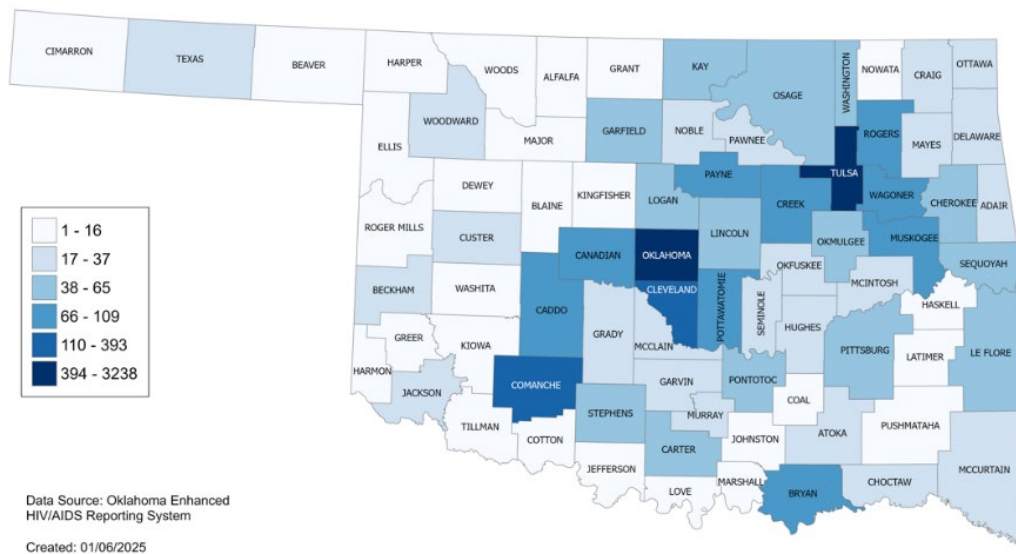 CIMARRON
TEXAS
BEAVER
HARPER
WOODS
ALFALFA
GRANT
KAY
OSAGE
WASHINGTON
NOWATA
CRAIG
OTTAWA
ELLIS
WOODWARD
MAJOR
GARFIELD
NOBLE
PAWNEE
ROGERS
MAYES
DELAWARE
DEWEY
BLAINE
KINGFISHER
LOGAN
PAYNE
CREEK
TULSA
WAGONER
CHEROKEE
ADAIR
ROGER MILLS
CUSTER
CANADIAN
OKLAHOMA
LINCOLN
OKMULGEE
MUSKOGEE
SEQUOYAH
OKFUSKEE
MCINTOSH
BECKHAM
WASHITA
CADDO
GRADY
CLEVELAND
MCCLAIN
POTTAWATOMIE
SEMINOLE
HUGHES
HASKELL
PITTSBURG
LATIMER
LE FLORE
GREER
KIOWA
HARMON
JACKSON
COMANCHE
STEPHENS
GARVIN
MURRAY
PONTOTOC
COAL
ATOKA
PUSHMATAHA
MCCURTAIN
TILLMAN
COTTON
JEFFERSON
CARTER
LOVE
JOHNSTON
MARSHALL
BRYAN
CHOCTAW
1 - 16
17 - 37
38 - 65
66 - 109
110 - 393
394 - 3238
Data Source: Oklahoma Enhanced
HIV/AIDS Reporting System
Created: 01/06/2025